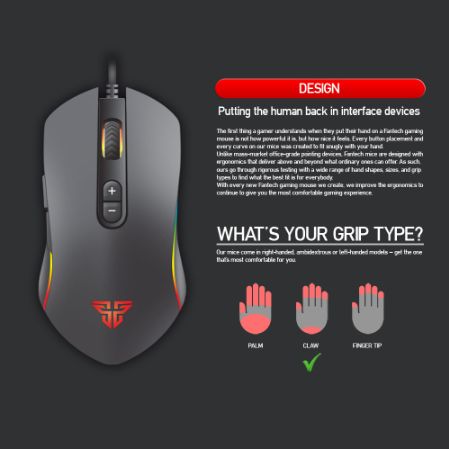 DESIGN
Putting the human back in interface devices
The first thing a gamer understands when they put their hand on a Fantech gaming
mouse is not how powerful it is, but how nice it feels. Every button placement and
every curve on our mice was created to fit snugly with your hand.
Unlike mass-market office-grade pointing devices, Fantech mice are designed with
ergonomics that deliver above and beyond what ordinary ones can offer. As such,
ours go through rigorous testing with a wide range of hand shapes, sizes, and grip
types to find what the best fit is for everybody.
With every new Fantech gaming mouse we create, we improve the ergonomics to
continue to give you the most comfortable gaming experience.
WHAT'S YOUR GRIP TYPE?
Our mice come in right-handed, ambidextrous or left-handed models – get the one
that's most comfortable for you.
PALM
CLAW
FINGER TIP